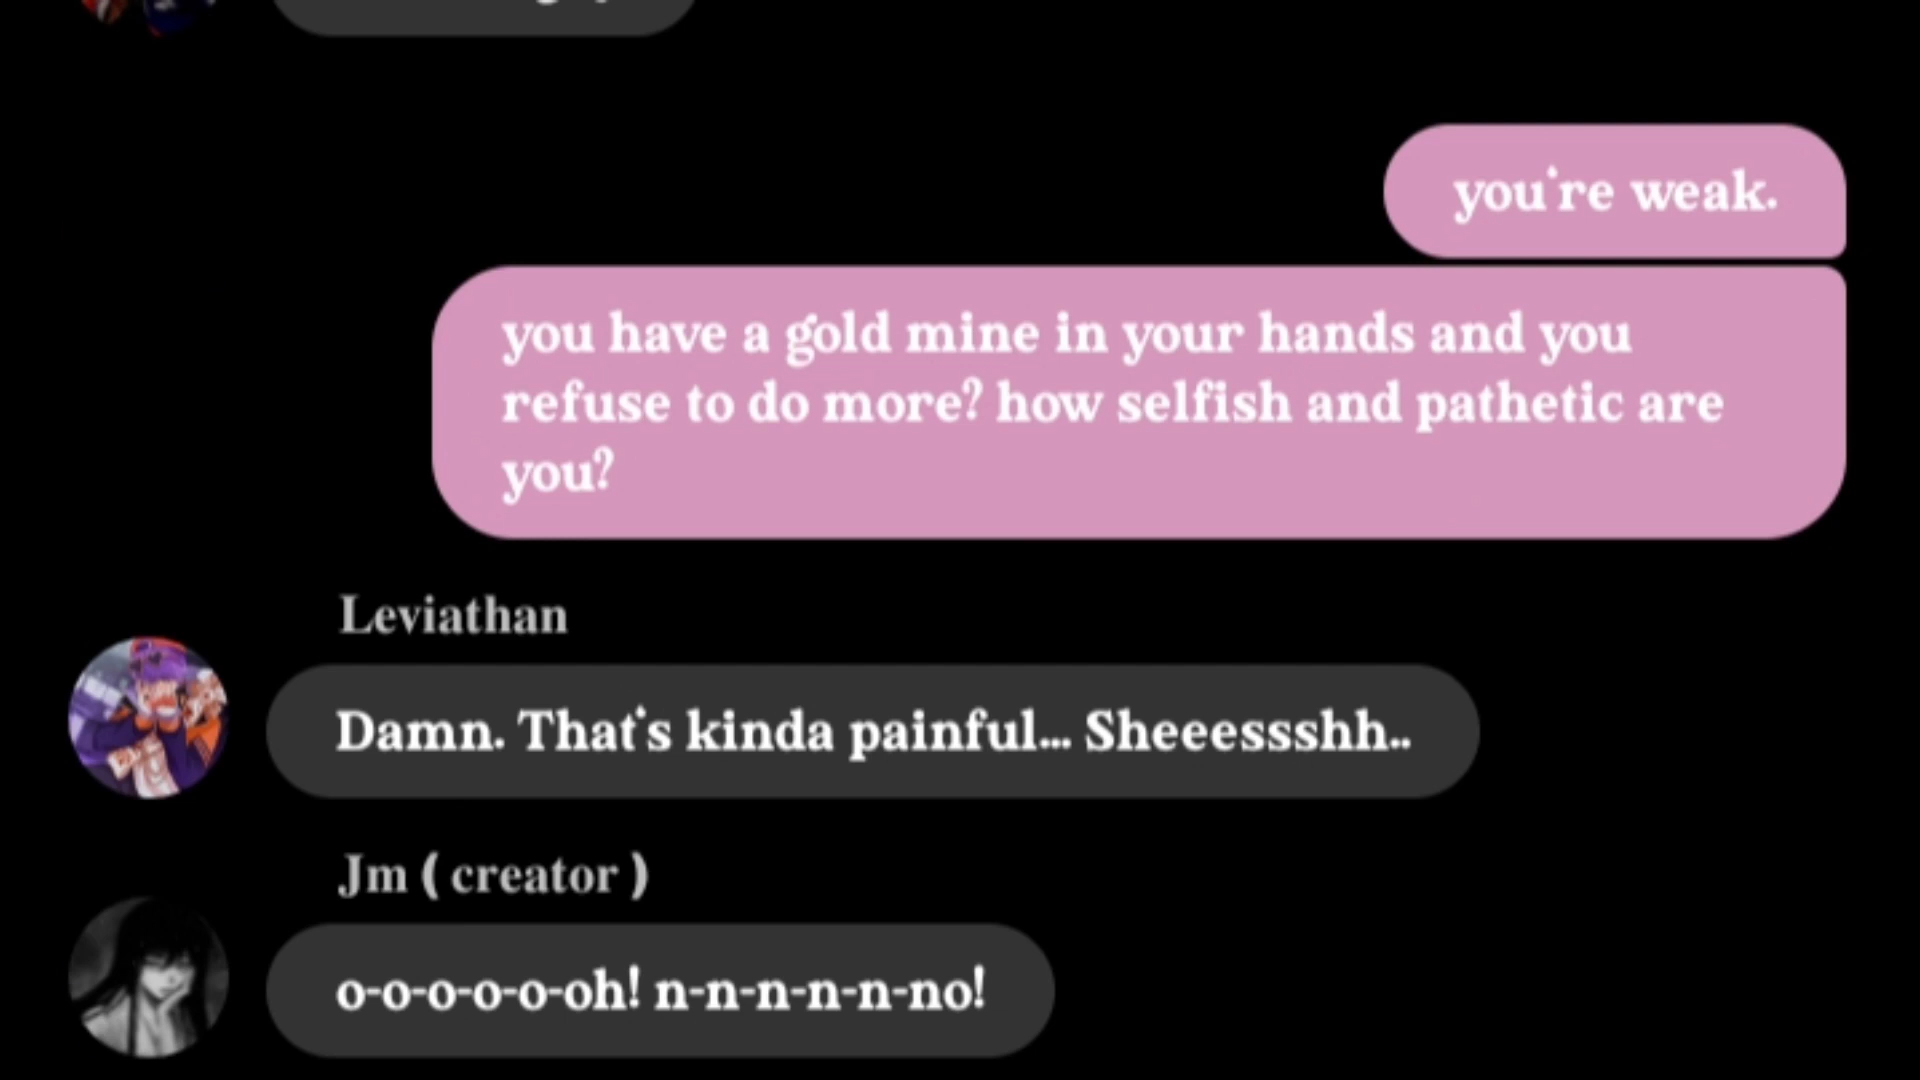 you're weak.
you have a gold mine in your hands and you
refuse to do more? how selfish and pathetic are
you?
Leviathan
Damn. That's kinda painful... Sheeessshh..
Jm ( creator )
o-o-o-o-o-oh! n-n-n-n-n-no!